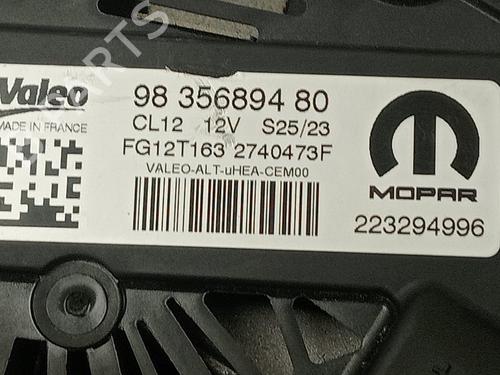 PARTS
Valeo
MADE IN FRANCE
98 356894 80
CL12 12V S25/23
FG12T163 2740473F
VALEO-ALT-uHEA-CEM00
MOPAR
223294996